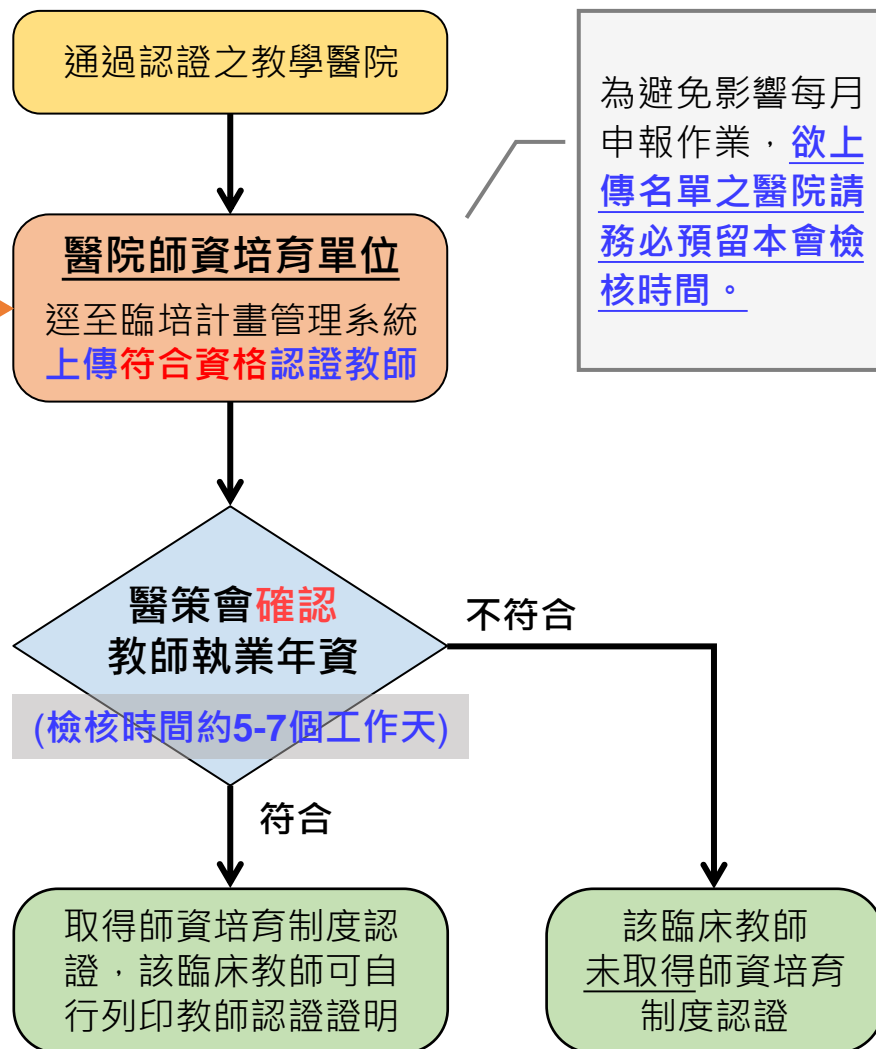 通過認證之教學醫院
為避免影響每月
申報作業，欲上
傳名單之醫院請
務必預留本會檢
核時間。
醫院師資培育單位
逕至臨培計畫管理系統
上傳符合資格認證教師
醫策會確認
教師執業年資
(檢核時間約5-7個工作天)
不符合
符合
取得師資培育制度認
證，該臨床教師可自
行列印教師認證證明
該臨床教師
未取得師資培育
制度認證